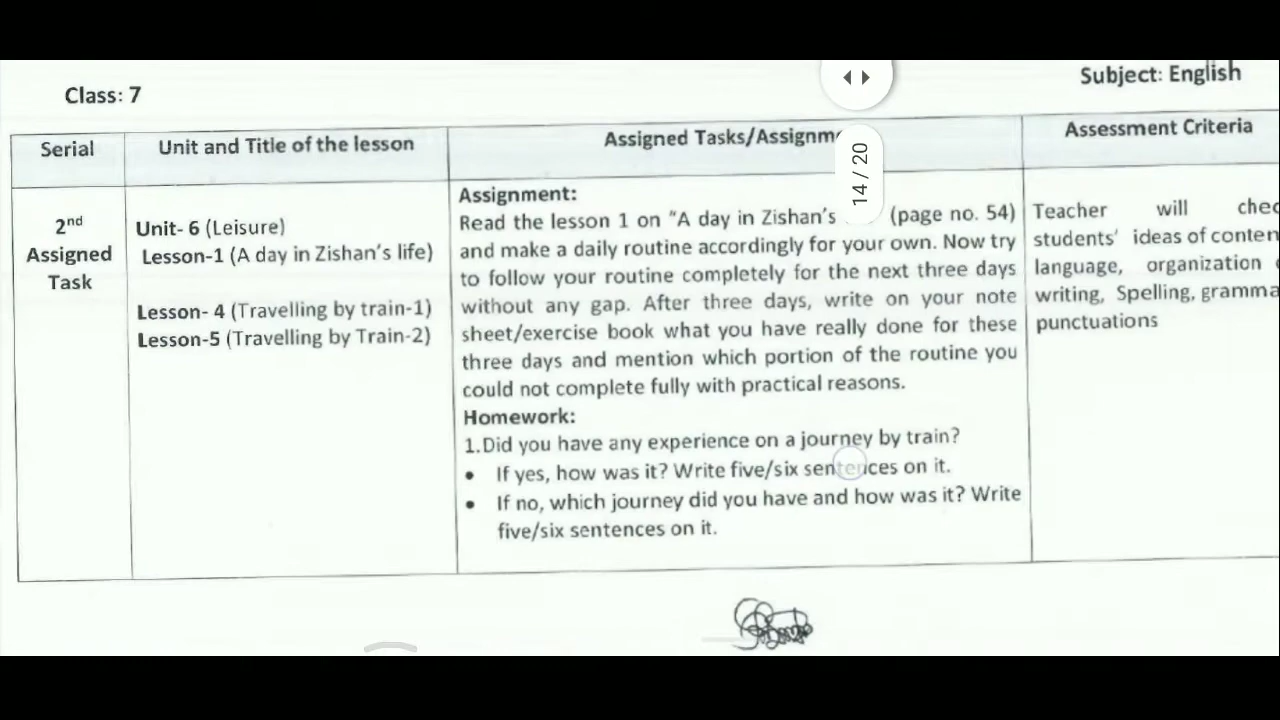 Class: 7
Subject: English
Serial
Unit and Title of the lesson
Assigned Tasks/Assignm
Assessment Criteria
2nd
Assigned
Task
Unit- 6 (Leisure)
Lesson-1 (A day in Zishan's life)
Lesson- 4 (Travelling by train-1)
Lesson-5 (Travelling by Train-2)
Assignment:
Read the lesson 1 on "A day in Zishan's (page no. 54)
and make a daily routine accordingly for your own. Now try
to follow your routine completely for the next three days
without any gap. After three days, write on your note
sheet/exercise book what you have really done for these
three days and mention which portion of the routine you
could not complete fully with practical reasons.
Homework:
1.Did you have any experience on a journey by train?
• If yes, how was it? Write five/six sentences on it.
• If no, which journey did you have and how was it? Write
five/six sentences on it.
Teacher will chec
students' ideas of conten
language, organization
writing, Spelling, gramma
punctuations
14 / 20